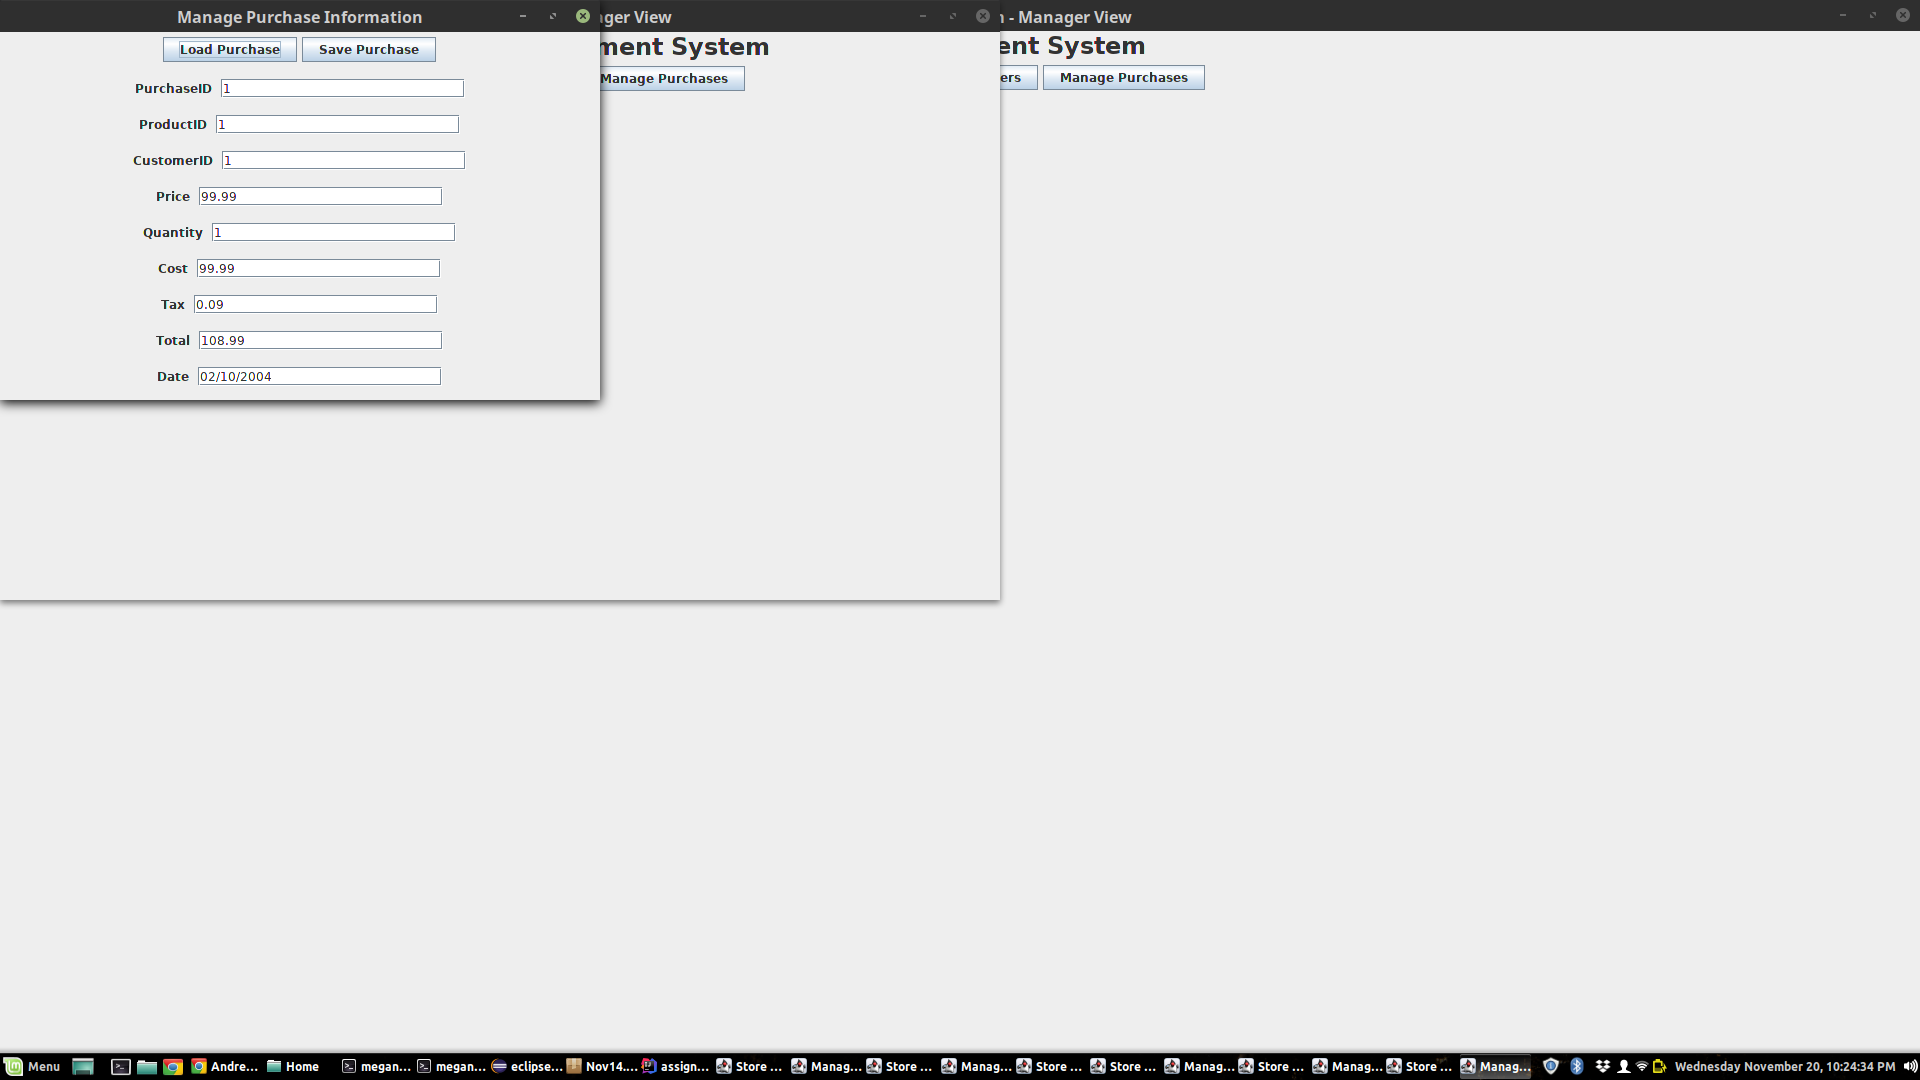 Manage Purchase Information
Load Purchase Save Purchase
PurchaseID 1
ProductID 1
CustomerID 1
Price 99.99
Quantity 1
Cost 99.99
Tax 0.09
Total 108.99
Date 02/10/2004
ger View
ment System
Manage Purchases
n - Manager View
ent System
ers Manage Purchases
Menu Andre... Home megan... megan... eclipse... Nov14.... assign... Store ... Manag... Store ... Manag... Store ... Store ... Manag... Store ... Manag... Store ... Manag... Wednesday November 20, 10:24:34 PM